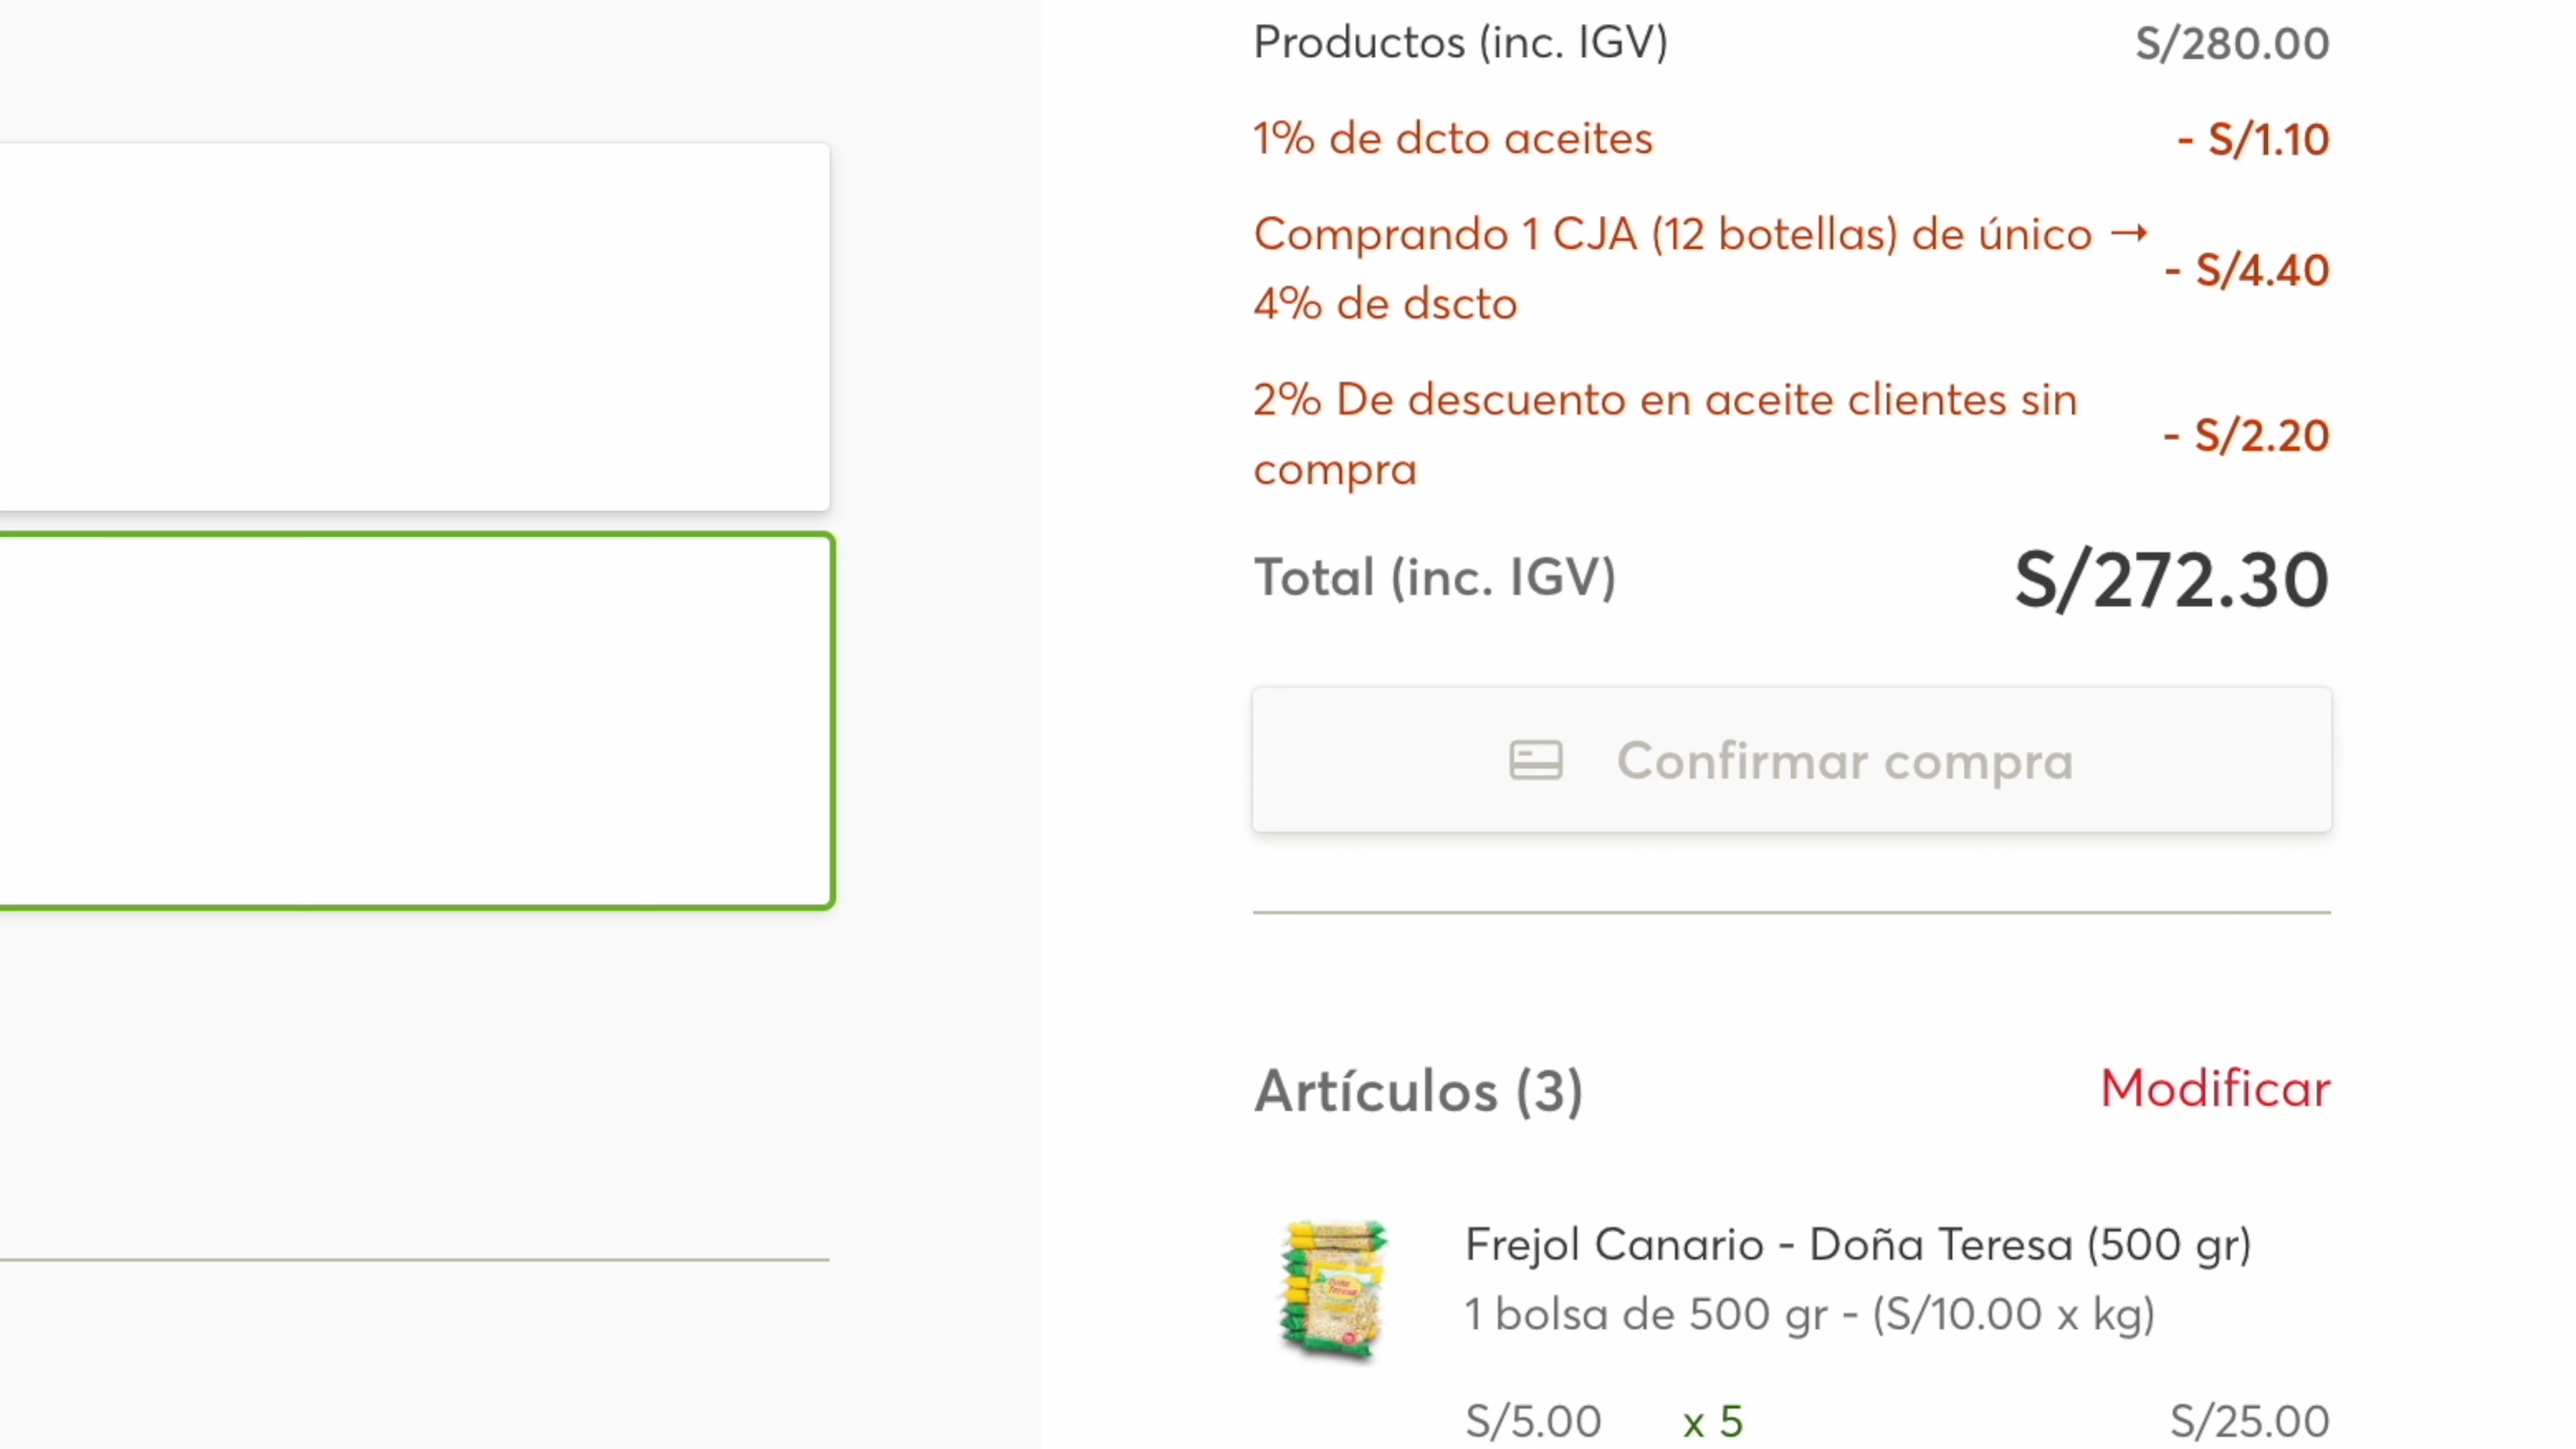 Productos (inc. IGV) S/280.00
1% de dcto aceites - S/1.10
Comprando 1 CJA (12 botellas) de único →
4% de dscto - S/4.40
2% De descuento en aceite clientes sin
compra - S/2.20
Total (inc. IGV) S/272.30
Confirmar compra
Artículos (3) Modificar
Doña Teresa
Frejol Canario - Doña Teresa (500 gr)
1 bolsa de 500 gr - (S/10.00 x kg)
S/5.00 x 5 S/25.00